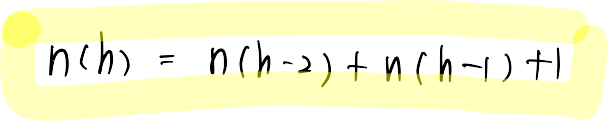 n(h) = n(h-2) + n(h-1) +1